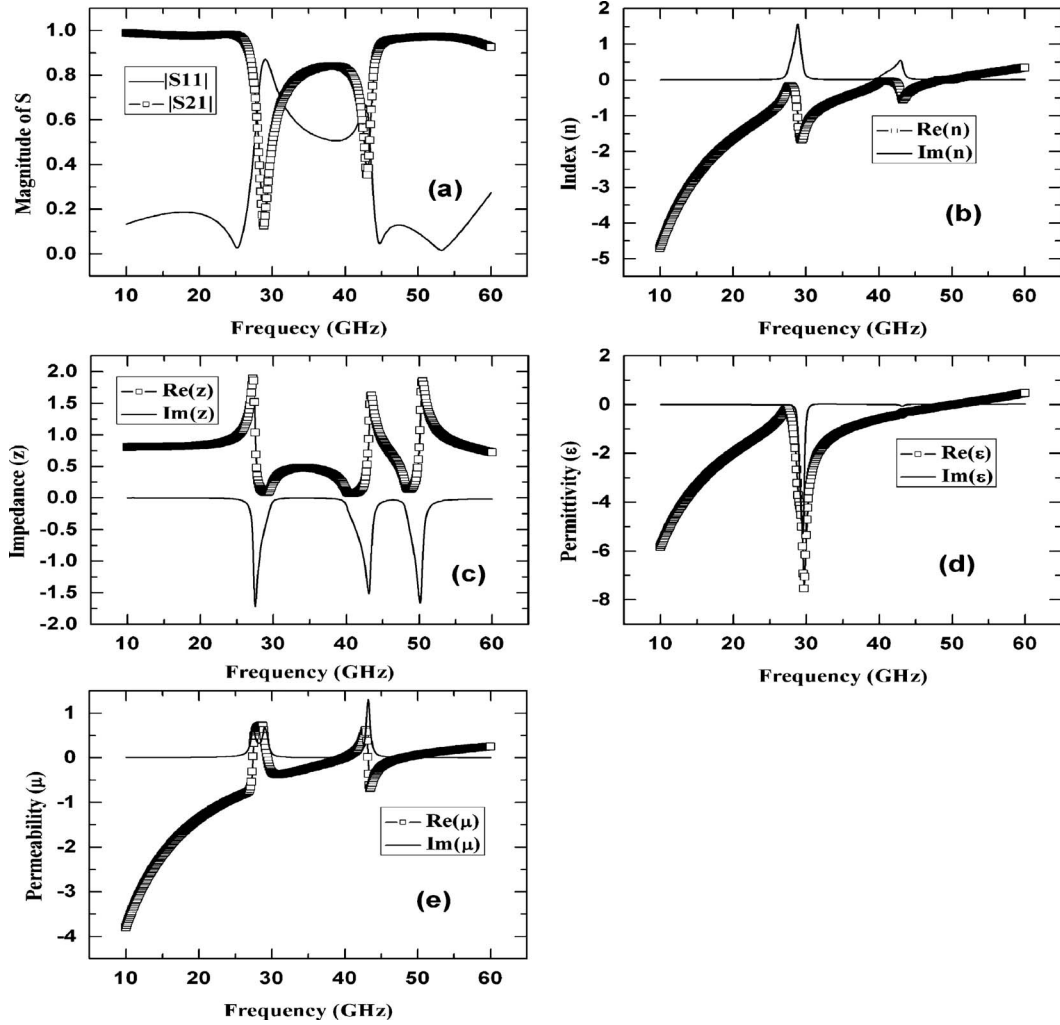 1.0
0.8
0.6
0.4
0.2
0.0
Magnitude of S
|S11|
|S21|
(a)
10 20 30 40 50 60
Frequecy (GHz)
2
1
0
-1
-2
-3
-4
-5
Index (n)
Re(n)
Im(n)
(b)
10 20 30 40 50 60
Frequency (GHz)
2.0
1.5
1.0
0.5
0.0
-0.5
-1.0
-1.5
-2.0
Impedance (z)
Re(z)
Im(z)
(c)
10 20 30 40 50 60
Frequency (GHz)
2
0
-2
-4
-6
-8
Permittivity (ε)
Re(ε)
Im(ε)
(d)
10 20 30 40 50 60
Frequency (GHz)
1
0
-1
-2
-3
-4
Permeability (μ)
Re(μ)
Im(μ)
(e)
10 20 30 40 50 60
Frequency (GHz)